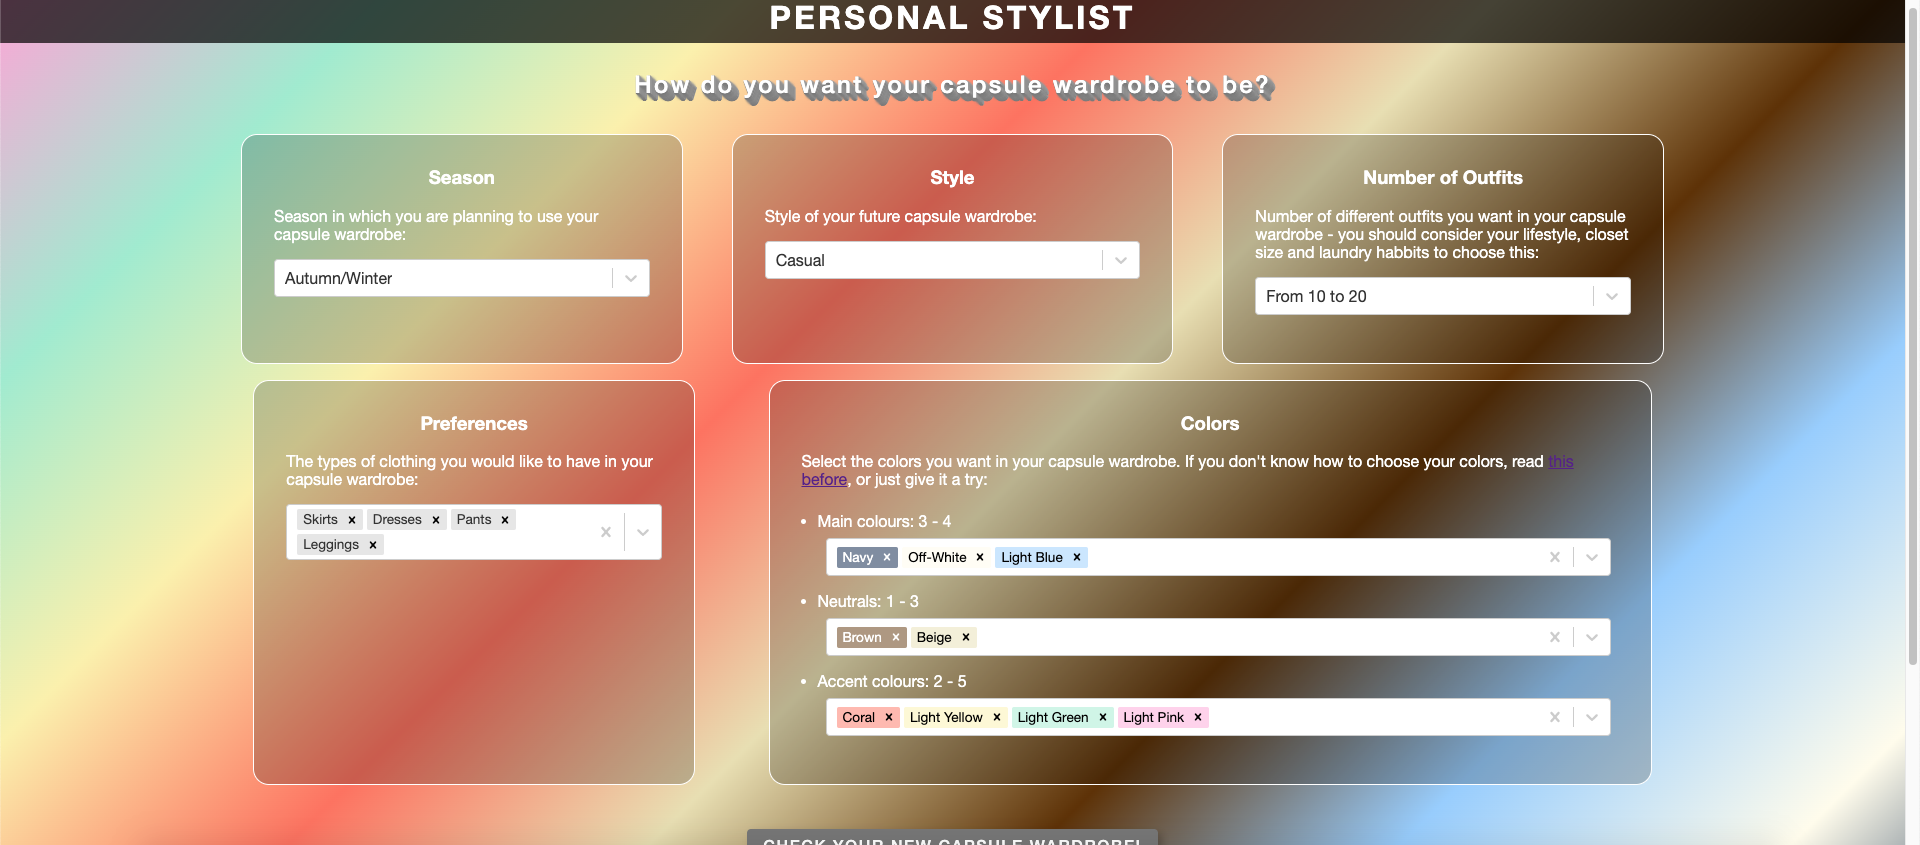 PERSONAL STYLIST
How do you want your capsule wardrobe to be?
Season
Season in which you are planning to use your
capsule wardrobe:
Autumn/Winter
Style
Style of your future capsule wardrobe:
Casual
Number of Outfits
Number of different outfits you want in your capsule
wardrobe - you should consider your lifestyle, closet
size and laundry habbits to choose this:
From 10 to 20
Preferences
The types of clothing you would like to have in your
capsule wardrobe:
Skirts × Dresses × Pants ×
Leggings ×
Colors
Select the colors you want in your capsule wardrobe. If you don't know how to choose your colors, read this
before, or just give it a try:
• Main colours: 3 - 4
Navy × Off-White × Light Blue ×
• Neutrals: 1 - 3
Brown × Beige ×
• Accent colours: 2 - 5
Coral × Light Yellow × Light Green × Light Pink ×
CHECK YOUR NEW CAPSULE WARDROBE!